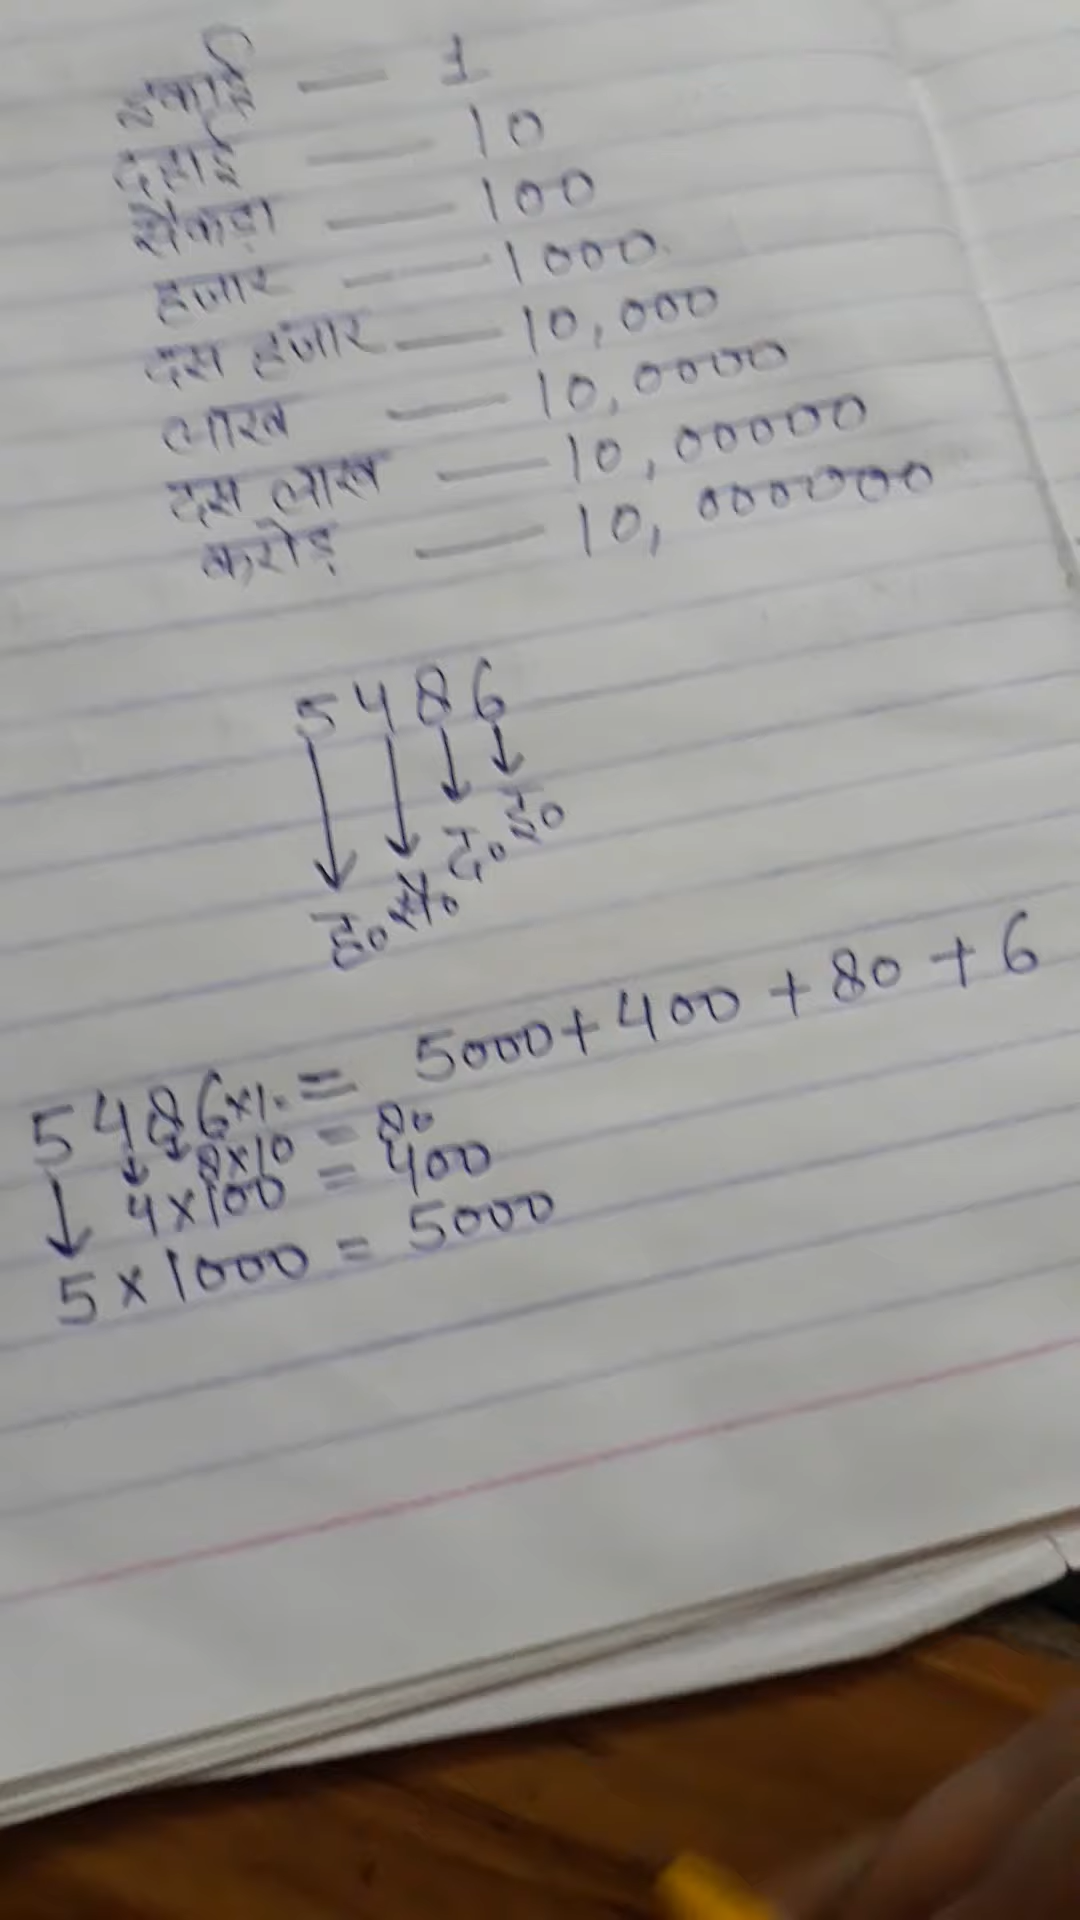 इकाई — 1
दहाई — 10
सैकड़ा — 100
हजार — 1000
दस हजार — 10,000
लाख — 10,0000
दस लाख — 10,00000
करोड़ — 10,000000
5486
↓ ↓ ↓ ↓
ह० सै० द० इ०
5486×1 = 5000+400+80+6
8×10 = 80
4×100 = 400
5×1000 = 5000